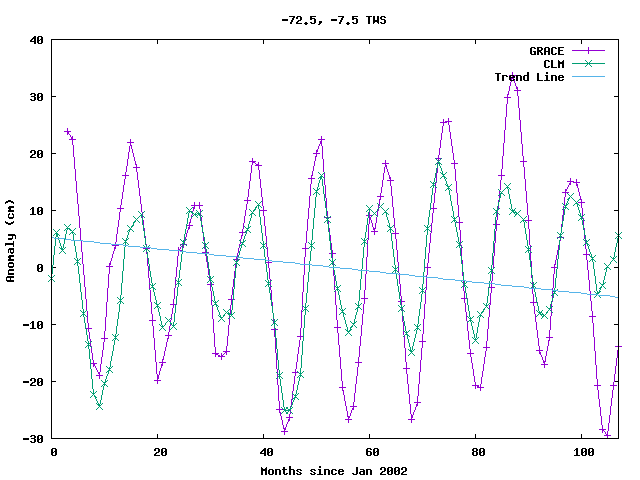 -72.5, -7.5 TWS
GRACE
CLM
Trend Line
40
30
20
10
0
-10
-20
-30
Anomaly (cm)
0 20 40 60 80 100
Months since Jan 2002